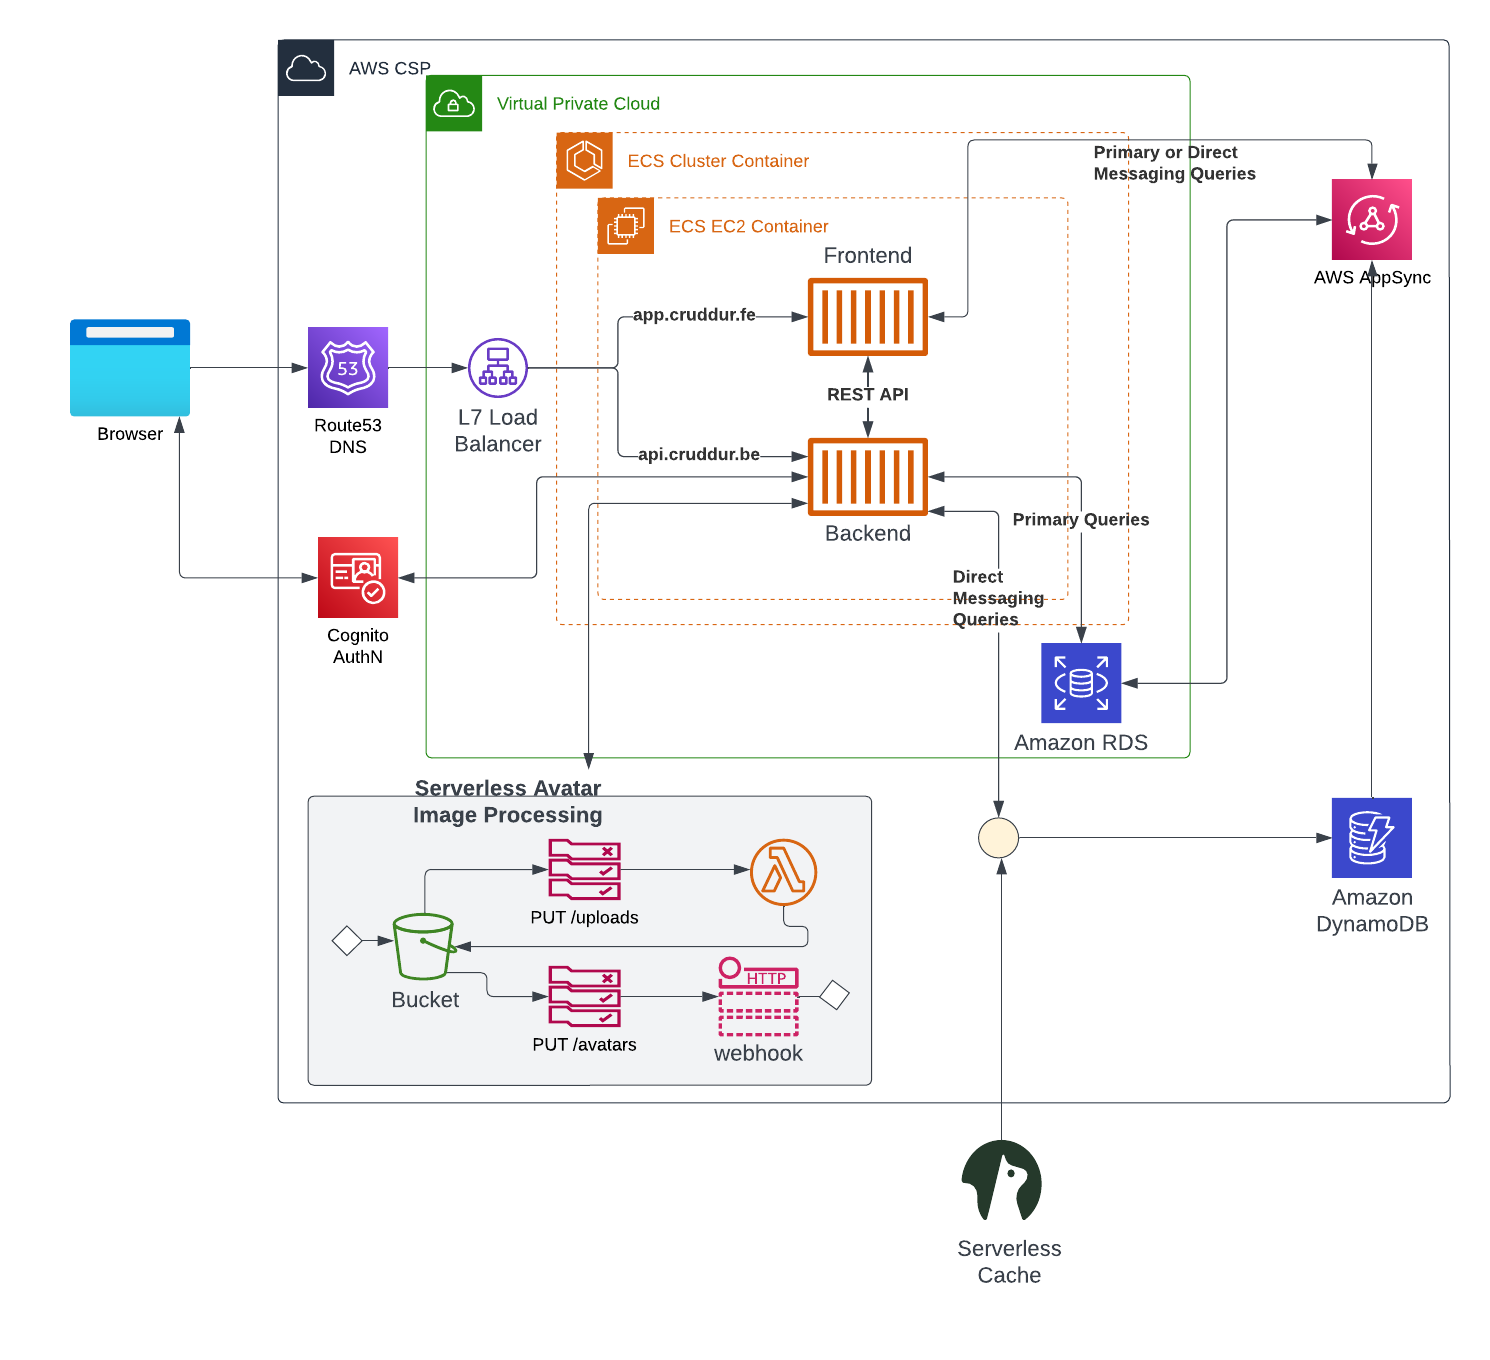 AWS CSP
Virtual Private Cloud
ECS Cluster Container
Primary or Direct
Messaging Queries
ECS EC2 Container
Frontend
AWS AppSync
app.cruddur.fe
53
REST API
Route53
DNS
L7 Load
Balancer
Browser
api.cruddur.be
Primary Queries
Backend
Direct
Messaging
Queries
Cognito
AuthN
Amazon RDS
Serverless Avatar
Image Processing
PUT /uploads
Amazon
DynamoDB
HTTP
Bucket
PUT /avatars
webhook
Serverless
Cache